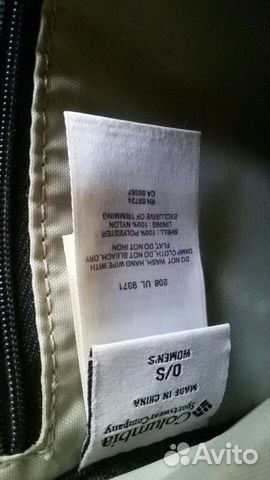 Columbia
Sportswear Company
MADE IN CHINA
O/S
WOMEN'S
208 UL 9371
DO NOT WASH, HAND WIPE WITH
DAMP CLOTH, DO NOT BLEACH, DRY
FLAT, DO NOT IRON
SHELL: 100% POLYESTER
LINING: 100% NYLON
EXCLUSIVE OF TRIMMING
RN 69724
CA 05367
Avito